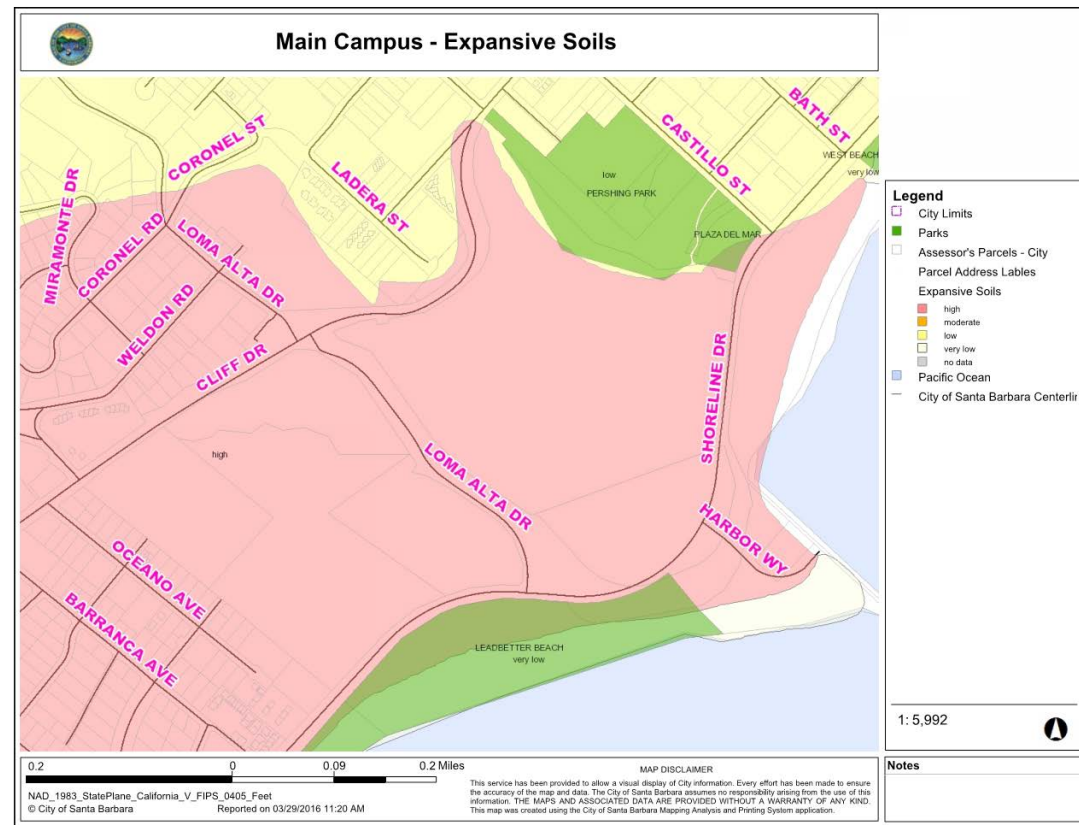 Main Campus - Expansive Soils
BATH ST
CASTILLO ST
CORONEL ST
WEST BEACH
very low
LADERA ST
low
PERSHING PARK
MIRAMONTE DR
CORONEL RD
LOMA ALTA DR
PLAZA DEL MAR
WELDON RD
CLIFF DR
SHORELINE DR
high
LOMA ALTA DR
HARBOR WY
OCEANO AVE
BARRANCA AVE
LEADBETTER BEACH
very low
Legend
City Limits
Parks
Assessor's Parcels - City
Parcel Address Lables
Expansive Soils
high
moderate
low
very low
no data
Pacific Ocean
City of Santa Barbara Centerlin
1: 5,992
0.2 0 0.09 0.2 Miles
NAD_1983_StatePlane_California_V_FIPS_0405_Feet
© City of Santa Barbara Reported on 03/29/2016 11:20 AM
MAP DISCLAIMER
This service has been provided to allow a visual display of City information. Every effort has been made to ensure
the accuracy of the map and data. The City of Santa Barbara assumes no responsibility arising from the use of this
information. THE MAPS AND ASSOCIATED DATA ARE PROVIDED WITHOUT A WARRANTY OF ANY KIND.
This map was created using the City of Santa Barbara Mapping Analysis and Printing System application.
Notes